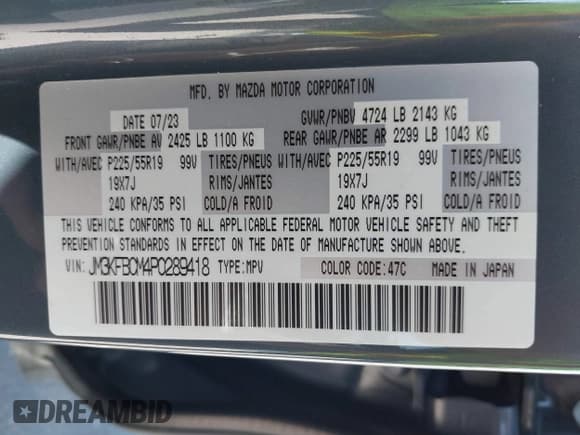 MFD. BY MAZDA MOTOR CORPORATION
DATE 07/23 GVWR/PNBV 4724 LB 2143 KG
FRONT GAWR/PNBE AV 2425 LB 1100 KG REAR GAWR/PNBE AR 2299 LB 1043 KG
WITH/AVEC P225/55R19 99V TIRES/PNEUS WITH/AVEC P225/55R19 99V TIRES/PNEUS
19X7J RIMS/JANTES 19X7J RIMS/JANTES
240 KPA/35 PSI COLD/A FROID 240 KPA/35 PSI COLD/A FROID
THIS VEHICLE CONFORMS TO ALL APPLICABLE FEDERAL MOTOR VEHICLE SAFETY AND THEFT
PREVENTION STANDARDS IN EFFECT ON THE DATE OF MANUFACTURE SHOWN ABOVE.
VIN: JM3KFBCM4P0289418 TYPE:MPV COLOR CODE:47C MADE IN JAPAN
DREAMBID